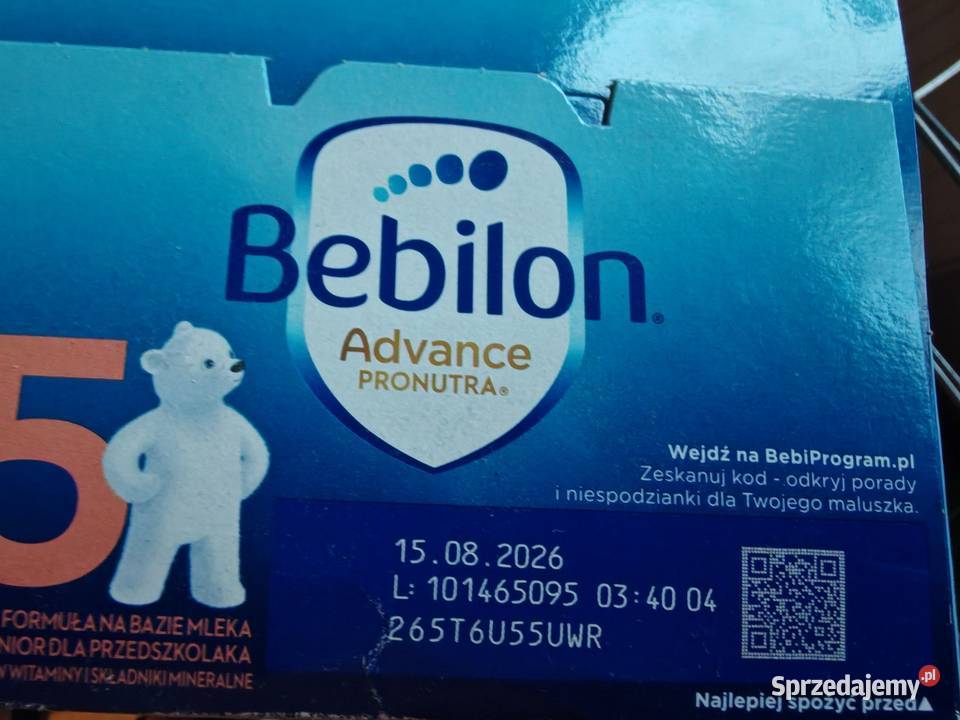 Bebilon®
Advance
PRONUTRA®
5
Wejdź na BebiProgram.pl
Zeskanuj kod - odkryj porady
i niespodzianki dla Twojego maluszka.
15.08.2026
L: 101465095 03:40 04
265T6U55UWR
FORMUŁA NA BAZIE MLEKA
NIOR DLA PRZEDSZKOLAKA
W WITAMINY I SKŁADNIKI MINERALNE
Najlepiej spożyć przed▲
Sprzedajemy.pl